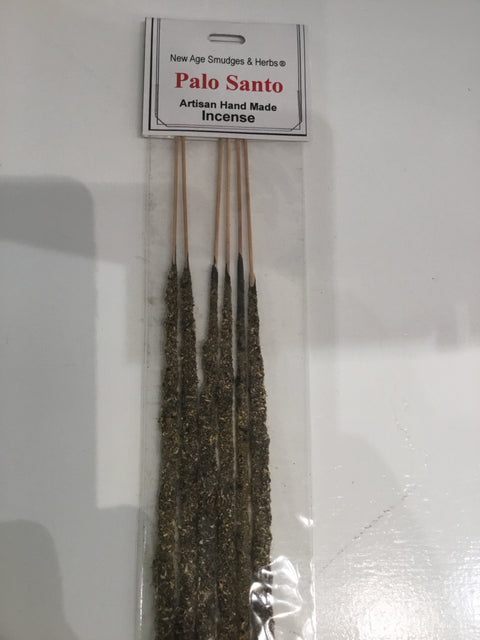 New Age Smudges & Herbs®
Palo Santo
Artisan Hand Made
Incense